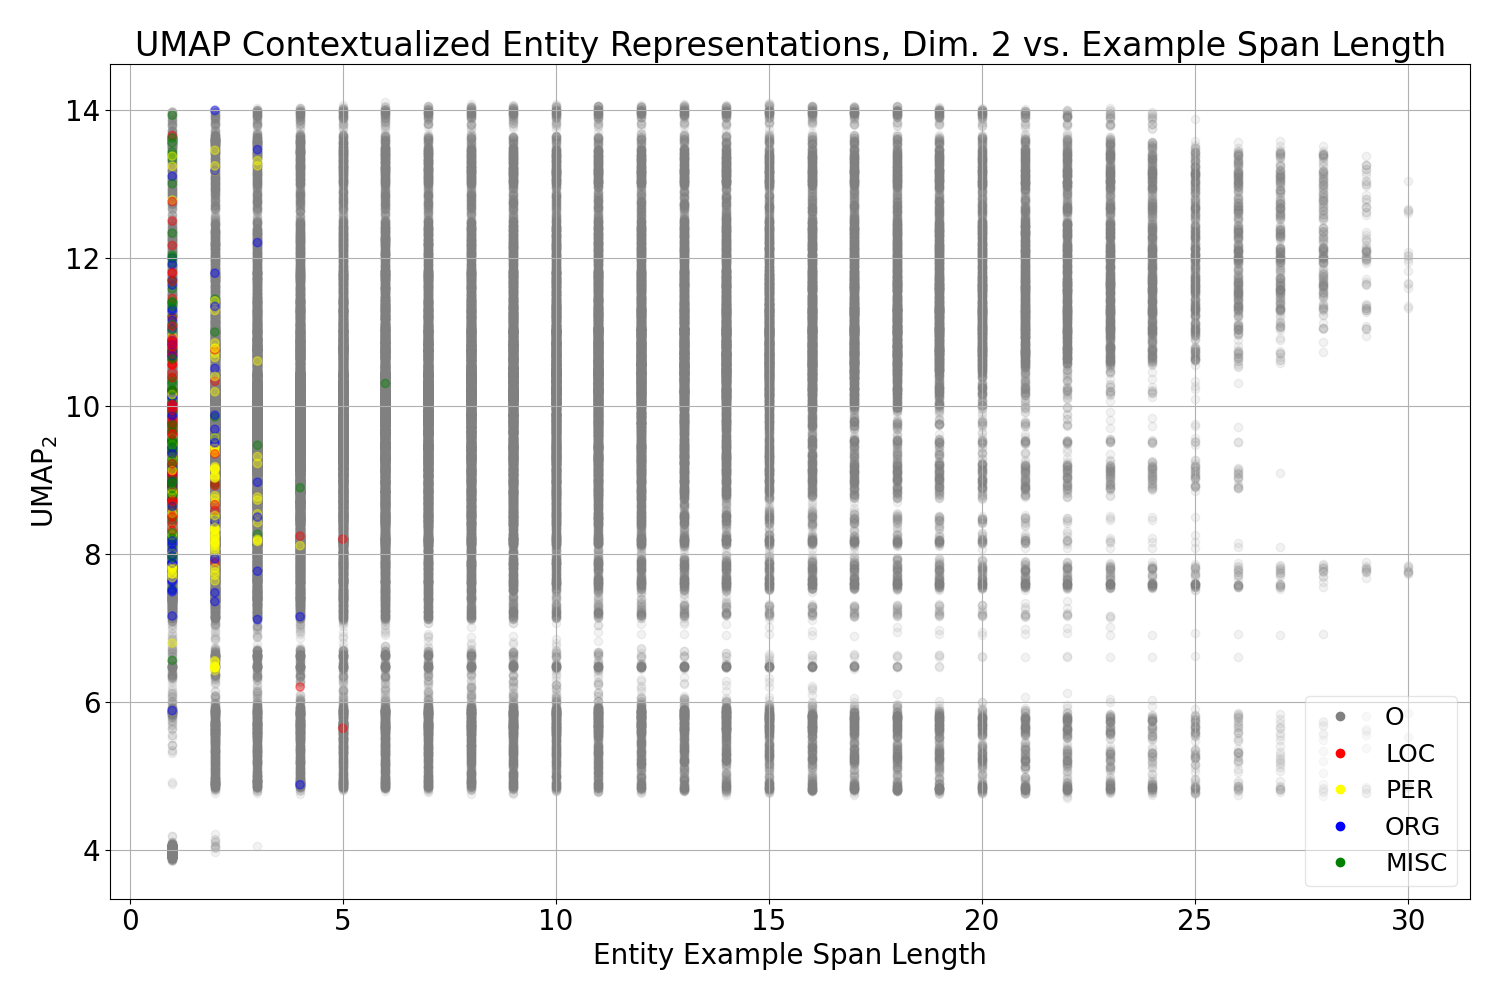 UMAP Contextualized Entity Representations, Dim. 2 vs. Example Span Length
14
12
10
8
6
4
UMAP₂
0 5 10 15 20 25 30
Entity Example Span Length
O
LOC
PER
ORG
MISC